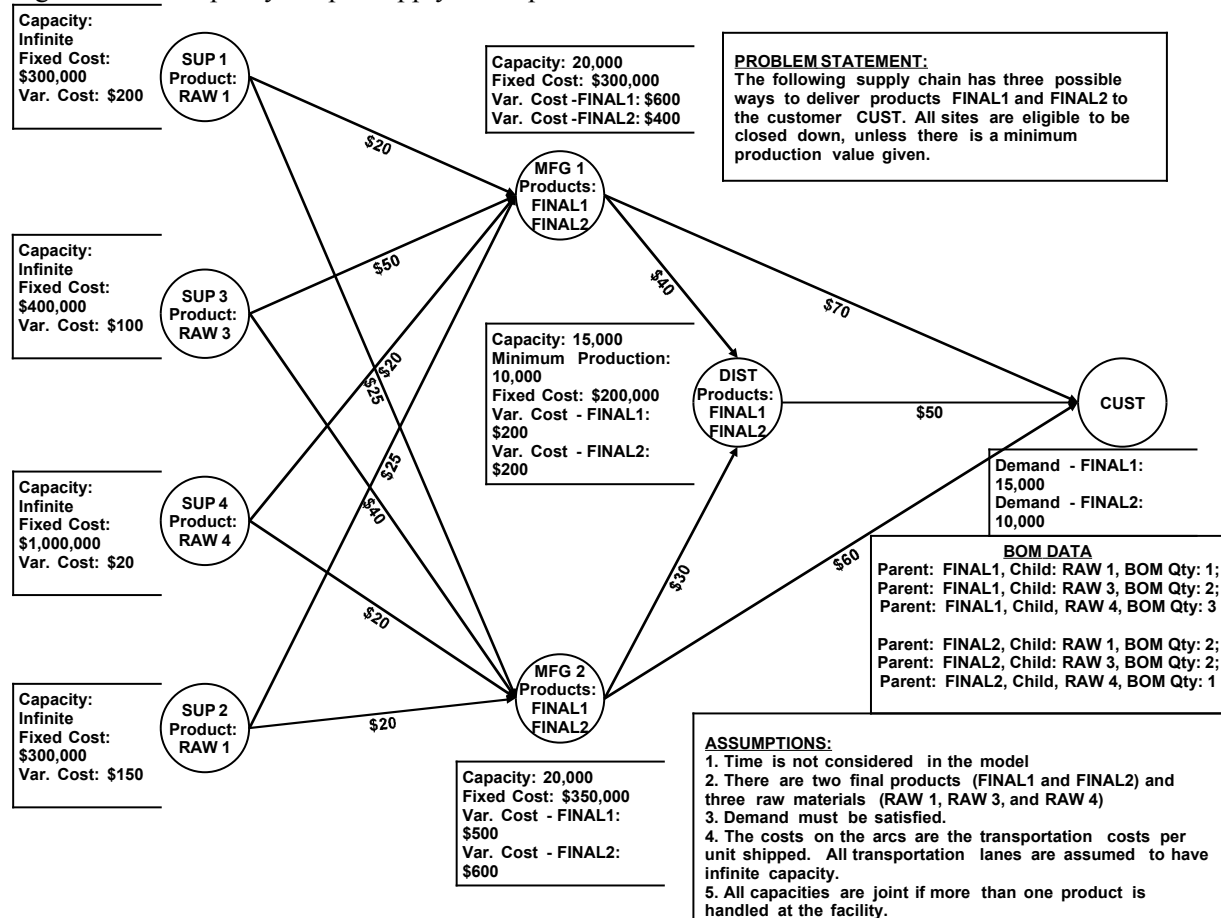 Capacity:
Infinite
Fixed Cost:
$300,000
Var. Cost: $200
SUP 1
Product:
RAW 1
Capacity: 20,000
Fixed Cost: $300,000
Var. Cost -FINAL1: $600
Var. Cost -FINAL2: $400
PROBLEM STATEMENT:
The following supply chain has three possible
ways to deliver products FINAL1 and FINAL2 to
the customer CUST. All sites are eligible to be
closed down, unless there is a minimum
production value given.
$20
MFG 1
Products:
FINAL1
FINAL2
Capacity:
Infinite
Fixed Cost:
$400,000
Var. Cost: $100
SUP 3
Product:
RAW 3
$50
$40
$70
Capacity: 15,000
Minimum Production:
10,000
Fixed Cost: $200,000
Var. Cost - FINAL1:
$200
Var. Cost - FINAL2:
$200
$20
$25
DIST
Products:
FINAL1
FINAL2
$50
CUST
Capacity:
Infinite
Fixed Cost:
$1,000,000
Var. Cost: $20
SUP 4
Product:
RAW 4
$25
$40
Demand - FINAL1:
15,000
Demand - FINAL2:
10,000
$20
$30
$60
BOM DATA
Parent: FINAL1, Child: RAW 1, BOM Qty: 1;
Parent: FINAL1, Child: RAW 3, BOM Qty: 2;
Parent: FINAL1, Child, RAW 4, BOM Qty: 3
Parent: FINAL2, Child: RAW 1, BOM Qty: 2;
Parent: FINAL2, Child: RAW 3, BOM Qty: 2;
Parent: FINAL2, Child, RAW 4, BOM Qty: 1
Capacity:
Infinite
Fixed Cost:
$300,000
Var. Cost: $150
SUP 2
Product:
RAW 1
$20
MFG 2
Products:
FINAL1
FINAL2
Capacity: 20,000
Fixed Cost: $350,000
Var. Cost - FINAL1:
$500
Var. Cost - FINAL2:
$600
ASSUMPTIONS:
1. Time is not considered in the model
2. There are two final products (FINAL1 and FINAL2) and
three raw materials (RAW 1, RAW 3, and RAW 4)
3. Demand must be satisfied.
4. The costs on the arcs are the transportation costs per
unit shipped. All transportation lanes are assumed to have
infinite capacity.
5. All capacities are joint if more than one product is
handled at the facility.